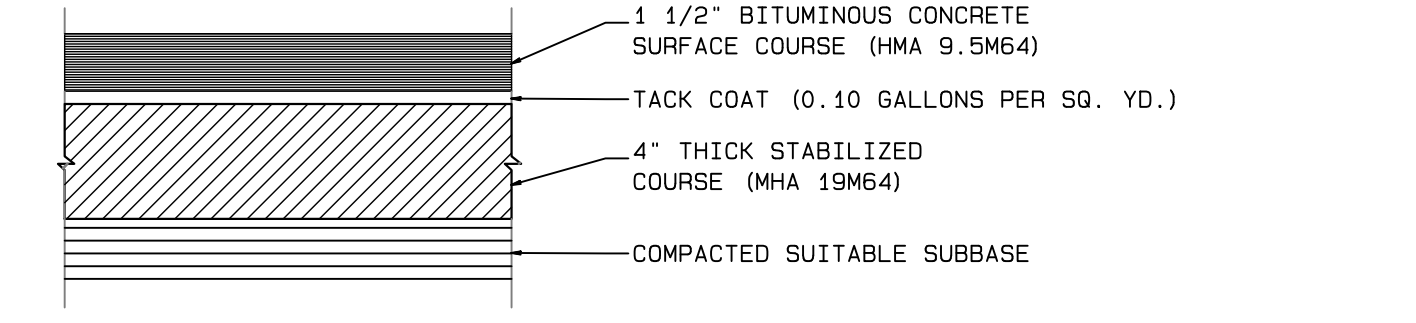 1 1/2" BITUMINOUS CONCRETE
SURFACE COURSE (HMA 9.5M64)
TACK COAT (0.10 GALLONS PER SQ. YD.)
4" THICK STABILIZED
COURSE (MHA 19M64)
COMPACTED SUITABLE SUBBASE